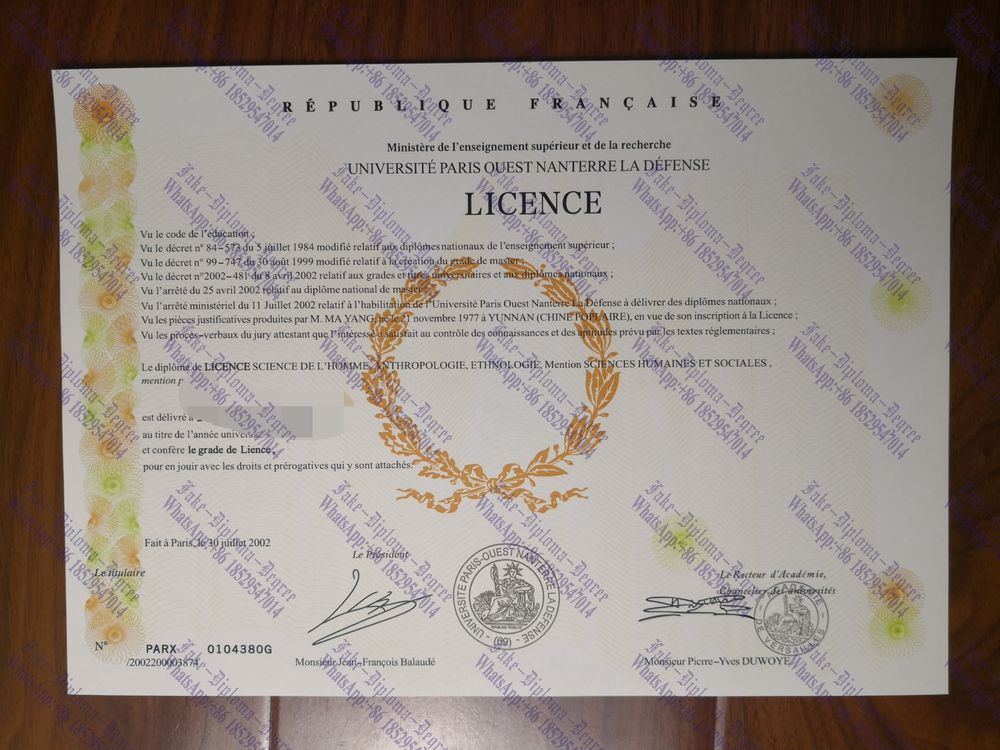 RÉPUBLIQUE FRANÇAISE
Ministère de l'enseignement supérieur et de la recherche
UNIVERSITÉ PARIS OUEST NANTERRE LA DÉFENSE
LICENCE
Vu le code de l'éducation ;
Vu le décret n° 84-573 du 5 juillet 1984 modifié relatif aux diplômes nationaux de l'enseignement supérieur ;
Vu le décret n° 99-747 du 30 août 1999 modifié relatif à la création du grade de master ;
Vu le décret n°2002-481 du 8 avril 2002 relatif aux grades et titres universitaires et aux diplômes nationaux ;
Vu l'arrêté du 25 avril 2002 relatif au diplôme national de master ;
Vu l'arrêté ministériel du 11 Juillet 2002 relatif à l'habilitation de l'Université Paris Ouest Nanterre La Défense à délivrer des diplômes nationaux ;
Vu les pièces justificatives produites par M. MA YANG, né le 21 novembre 1977 à YUNNAN (CHINE POPLAIRE), en vue de son inscription à la Licence ;
Vu les procès-verbaux du jury attestant que l'intéressé a satisfait au contrôle des connaissances et des aptitudes prévu par les textes réglementaires ;
Le diplôme de LICENCE SCIENCE DE L'HOMME, ANTHROPOLOGIE, ETHNOLOGIE, Mention SCIENCES HUMAINES ET SOCIALES ,
mention
est délivré
au titre de l'année
et confère le grade de Lience,
pour en jouir avec les droits et prérogatives qui y sont attachés.
Fait à Paris, le 30 juillet 2002
Le titulaire
Le Président
Le Recteur d'Académie,
Councelier des universités
UNIVERSITÉ PARIS-OUEST NANTERRE LA DÉFENSE
RÉPUBLIQUE FRANÇAISE
(89)
ACADÉMIE DE VERSAILLES
N° PARX 0104380G
/2002200003874
Monsieur Jean-François Balaudé
Monsieur Picrre-Yves DUWOYE
Fake-Diploma-Degree
WhatsApp:+86 18529547014